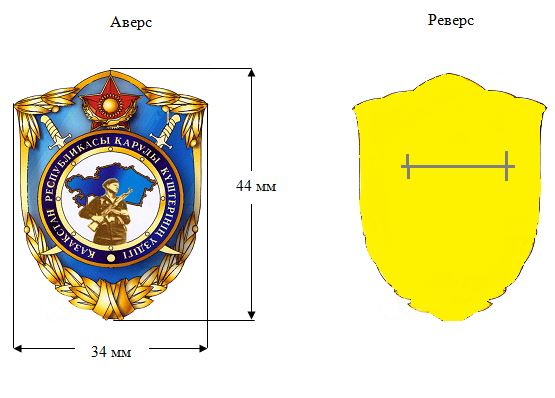 Аверс
Реверс
ҚАЗАҚСТАН РЕСПУБЛИКАСЫ ҚАРУЛЫ КҮШТЕРІНІҢ ҮЗДІГІ
44 мм
34 мм